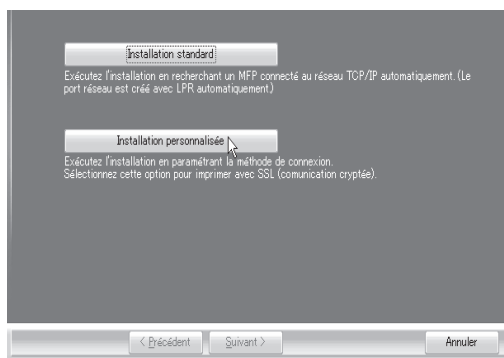 Installation standard
Exécutez l'installation en recherchant un MFP connecté au réseau TCP/IP automatiquement. (Le
port réseau est créé avec LPR automatiquement)
Installation personnalisée
Exécutez l'installation en paramétrant la méthode de connexion.
Sélectionnez cette option pour imprimer avec SSL (comunication cryptée).
< Précédent Suivant > Annuler